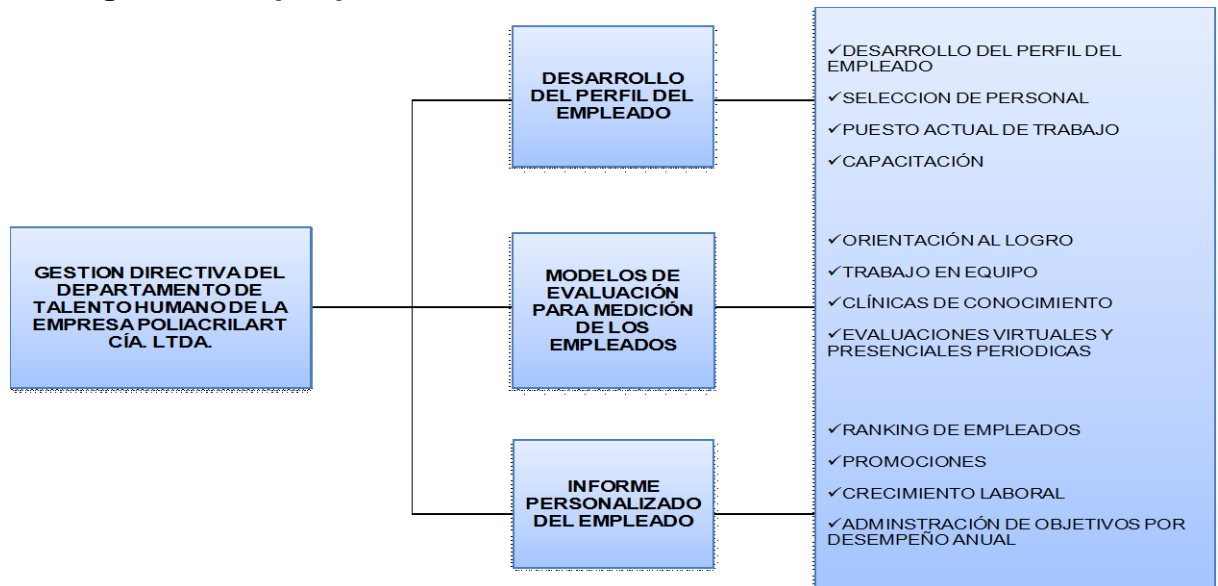 GESTION DIRECTIVA DEL
DEPARTAMENTO DE
TALENTO HUMANO DE LA
EMPRESA POLIACRILART
CÍA. LTDA.
DESARROLLO
DEL PERFIL DEL
EMPLEADO
✓DESARROLLO DEL PERFIL DEL
EMPLEADO
✓SELECCION DE PERSONAL
✓PUESTO ACTUAL DE TRABAJO
✓CAPACITACIÓN
MODELOS DE
EVALUACIÓN
PARA MEDICIÓN
DE LOS
EMPLEADOS
✓ORIENTACIÓN AL LOGRO
✓TRABAJO EN EQUIPO
✓CLÍNICAS DE CONOCIMIENTO
✓EVALUACIONES VIRTUALES Y
PRESENCIALES PERIODICAS
INFORME
PERSONALIZADO
DEL EMPLEADO
✓RANKING DE EMPLEADOS
✓PROMOCIONES
✓CRECIMIENTO LABORAL
✓ADMINSTRACIÓN DE OBJETIVOS POR
DESEMPEÑO ANUAL